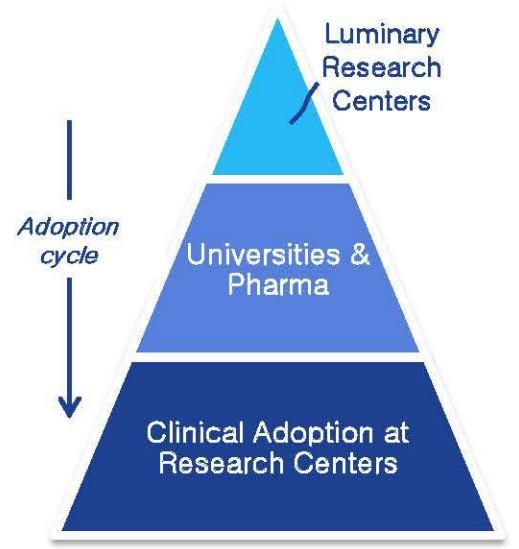 Luminary
Research
Centers
Adoption
cycle
Universities &
Pharma
Clinical Adoption at
Research Centers